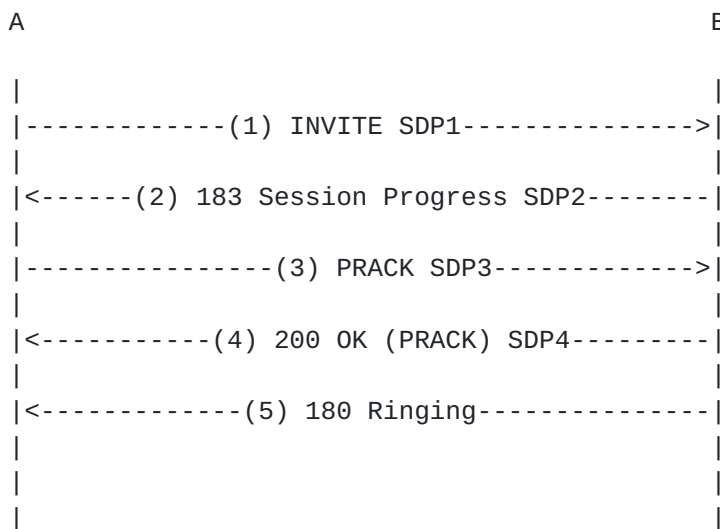 A                                            B
|                                            |
|-------------(1) INVITE SDP1--------------->|
|                                            |
|<------(2) 183 Session Progress SDP2--------|
|                                            |
|----------------(3) PRACK SDP3------------->|
|                                            |
|<-----------(4) 200 OK (PRACK) SDP4---------|
|                                            |
|<-------------(5) 180 Ringing---------------|
|                                            |
|                                            |
|                                            |